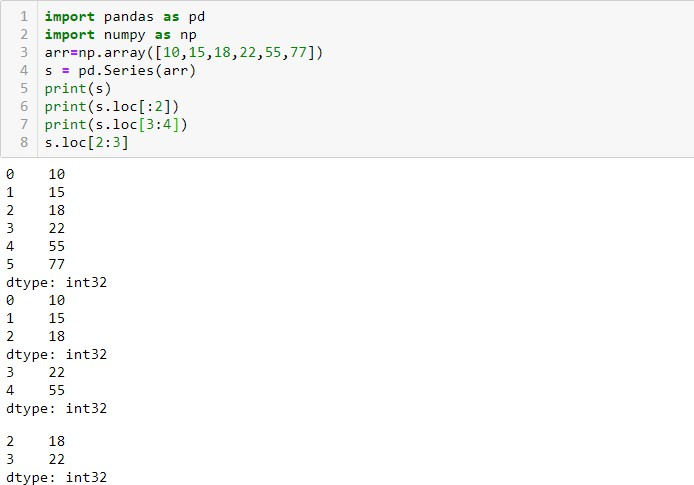 1 import pandas as pd
2 import numpy as np
3 arr=np.array([10,15,18,22,55,77])
4 s = pd.Series(arr)
5 print(s)
6 print(s.loc[:2])
7 print(s.loc[3:4])
8 s.loc[2:3]
0 10
1 15
2 18
3 22
4 55
5 77
dtype: int32
0 10
1 15
2 18
dtype: int32
3 22
4 55
dtype: int32
2 18
3 22
dtype: int32